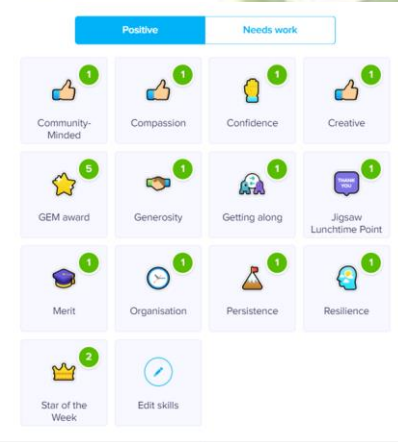 Positive Needs work
1 1 1 1
Community-Minded Compassion Confidence Creative
5 1 1 1
THANK YOU
GEM award Generosity Getting along Jigsaw Lunchtime Point
1 1 1 1
Merit Organisation Persistence Resilience
2
Star of the Week Edit skills